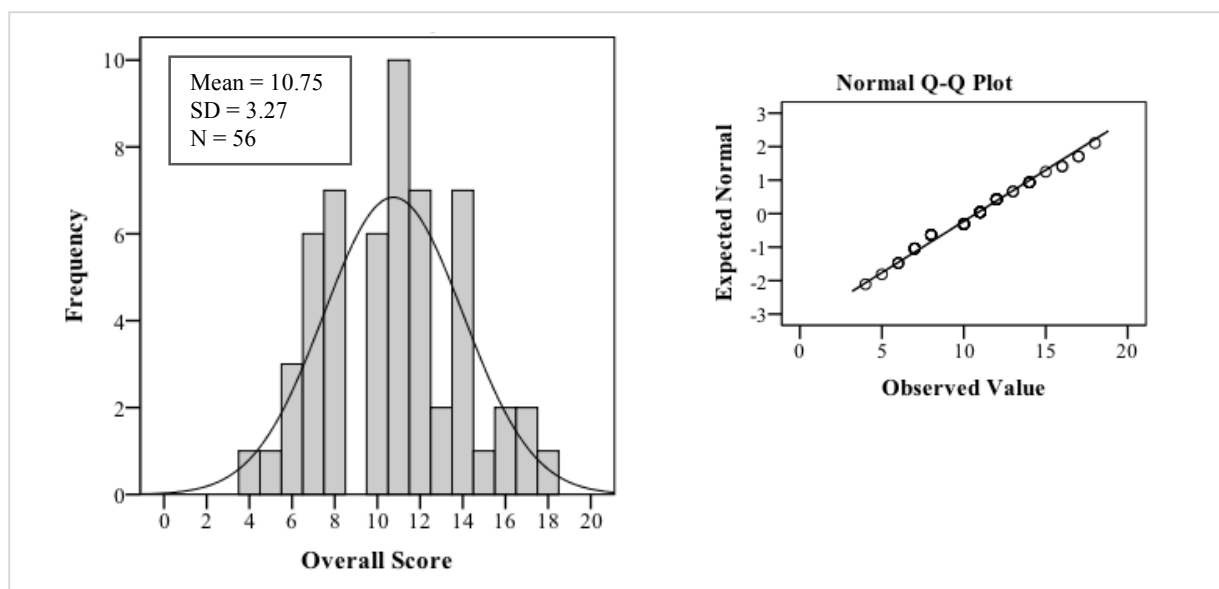 Mean = 10.75
SD = 3.27
N = 56
10
8
6
4
2
0
Frequency
0 2 4 6 8 10 12 14 16 18 20
Overall Score
Normal Q-Q Plot
3
2
1
0
-1
-2
-3
Expected Normal
0 5 10 15 20
Observed Value